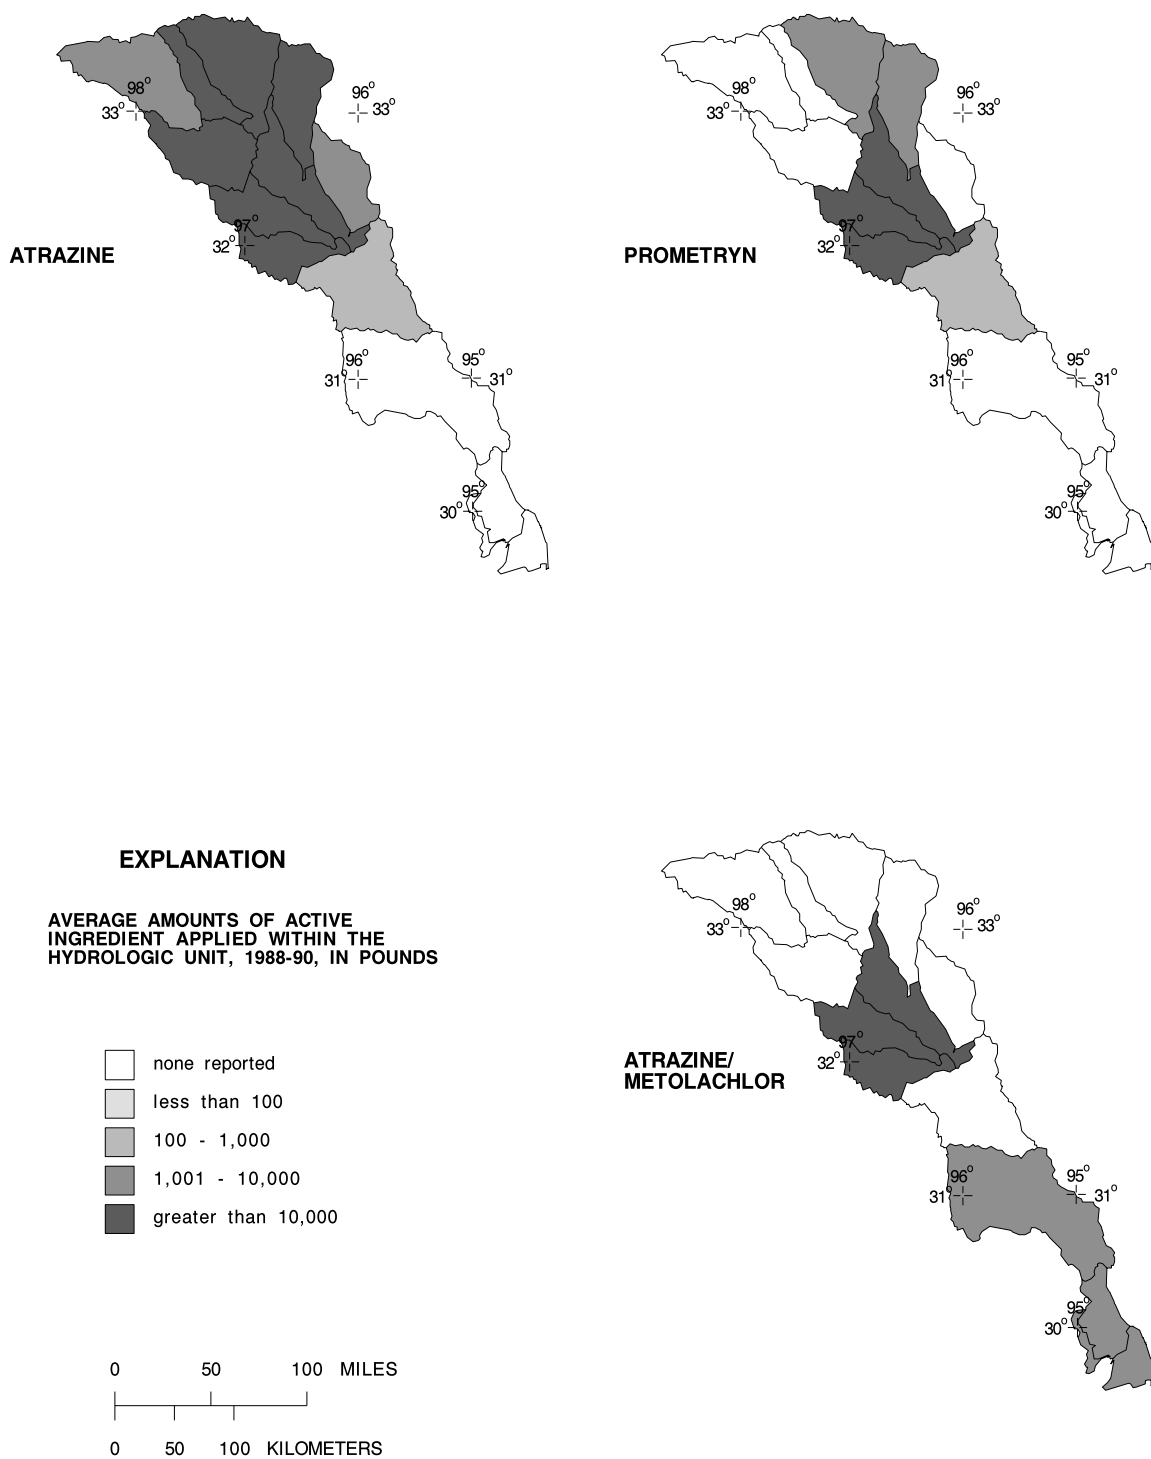 98°
33°
96°
33°
97°
32°
ATRAZINE
96°
31°
95°
31°
95°
30°
98°
33°
96°
33°
97°
32°
PROMETRYN
96°
31°
95°
31°
95°
30°
EXPLANATION
AVERAGE AMOUNTS OF ACTIVE
INGREDIENT APPLIED WITHIN THE
HYDROLOGIC UNIT, 1988-90, IN POUNDS
none reported
less than 100
100 - 1,000
1,001 - 10,000
greater than 10,000
0 50 100 MILES
0 50 100 KILOMETERS
98°
33°
96°
33°
97°
32°
ATRAZINE/
METOLACHLOR
96°
31°
95°
31°
95°
30°